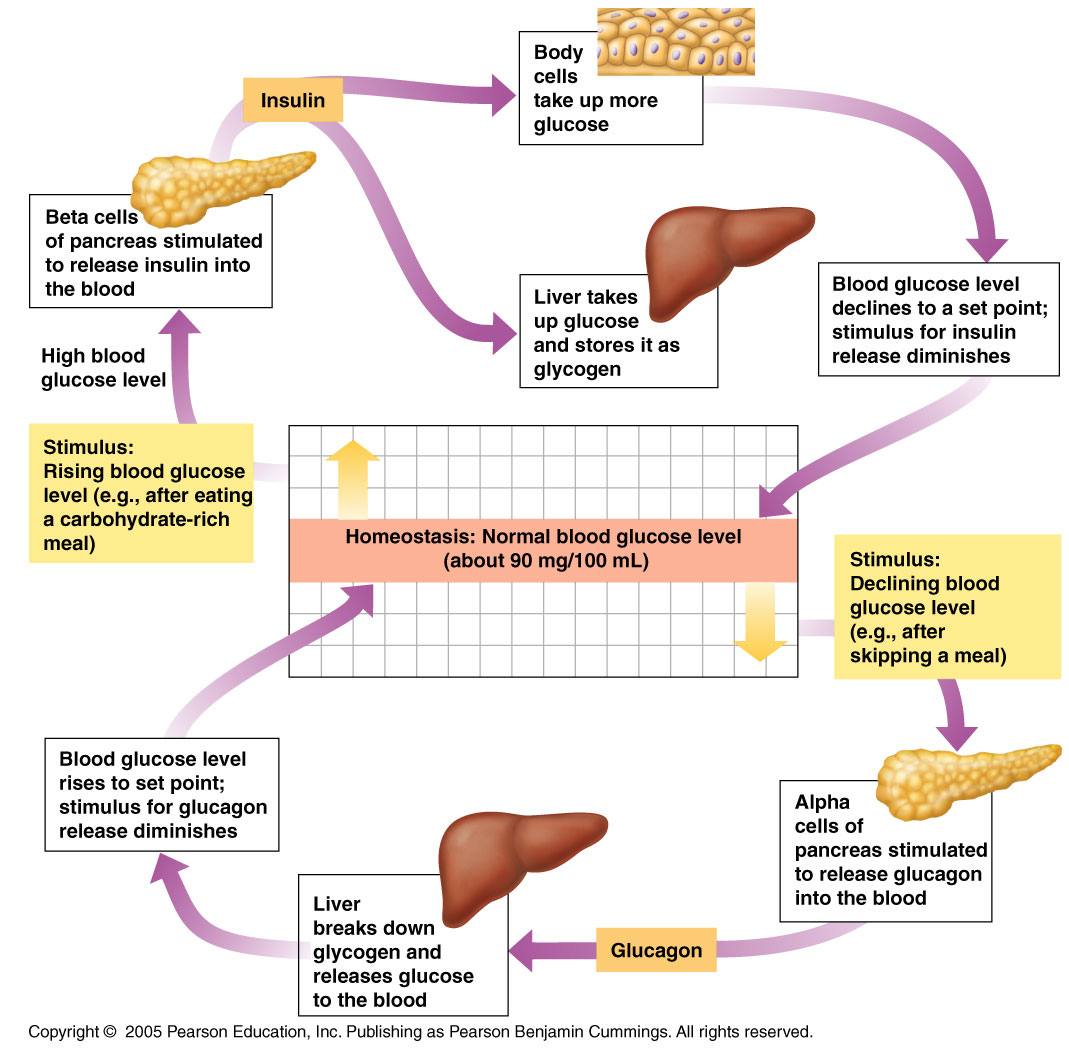 Insulin
Body
cells
take up more
glucose
Beta cells
of pancreas stimulated
to release insulin into
the blood
Liver takes
up glucose
and stores it as
glycogen
Blood glucose level
declines to a set point;
stimulus for insulin
release diminishes
High blood
glucose level
Stimulus:
Rising blood glucose
level (e.g., after eating
a carbohydrate-rich
meal)
Homeostasis: Normal blood glucose level
(about 90 mg/100 mL)
Stimulus:
Declining blood
glucose level
(e.g., after
skipping a meal)
Blood glucose level
rises to set point;
stimulus for glucagon
release diminishes
Alpha
cells of
pancreas stimulated
to release glucagon
into the blood
Liver
breaks down
glycogen and
releases glucose
to the blood
Glucagon
Copyright © 2005 Pearson Education, Inc. Publishing as Pearson Benjamin Cummings. All rights reserved.